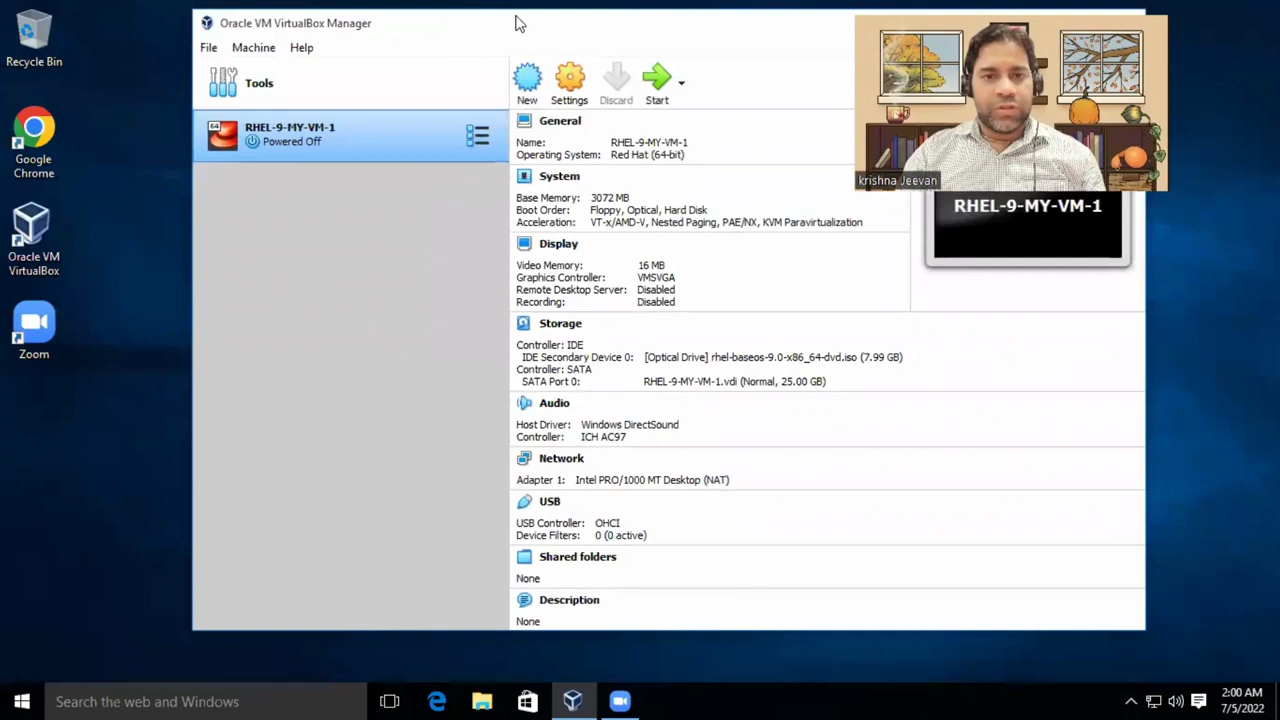 Recycle Bin
Google
Chrome
Oracle VM
VirtualBox
Zoom
Oracle VM VirtualBox Manager
File Machine Help
Tools
New Settings Discard Start
64
RHEL-9-MY-VM-1
Powered Off
General
Name: RHEL-9-MY-VM-1
Operating System: Red Hat (64-bit)
System
Base Memory: 3072 MB
Boot Order: Floppy, Optical, Hard Disk
Acceleration: VT-x/AMD-V, Nested Paging, PAE/NX, KVM Paravirtualization
Display
Video Memory: 16 MB
Graphics Controller: VMSVGA
Remote Desktop Server: Disabled
Recording: Disabled
Storage
Controller: IDE
IDE Secondary Device 0: [Optical Drive] rhel-baseos-9.0-x86_64-dvd.iso (7.99 GB)
Controller: SATA
SATA Port 0: RHEL-9-MY-VM-1.vdi (Normal, 25.00 GB)
Audio
Host Driver: Windows DirectSound
Controller: ICH AC97
Network
Adapter 1: Intel PRO/1000 MT Desktop (NAT)
USB
USB Controller: OHCI
Device Filters: 0 (0 active)
Shared folders
None
Description
None
krishna Jeevan
RHEL-9-MY-VM-1
Search the web and Windows
2:00 AM
7/5/2022